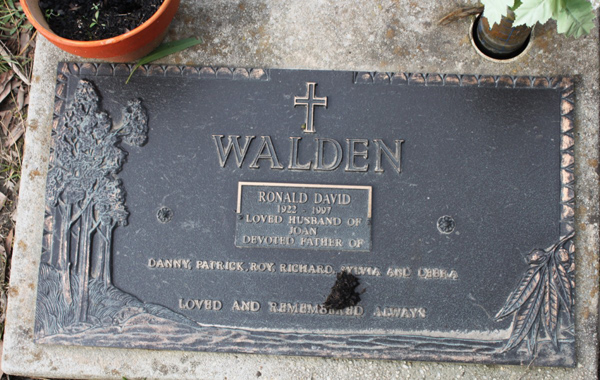 WALDEN
RONALD DAVID
1922 1997
LOVED HUSBAND OF
JOAN
DEVOTED FATHER OF
DANNY, PATRICK, ROY, RICHARD, SYLVIA AND DEBRA
LOVED AND REMEMBERED ALWAYS